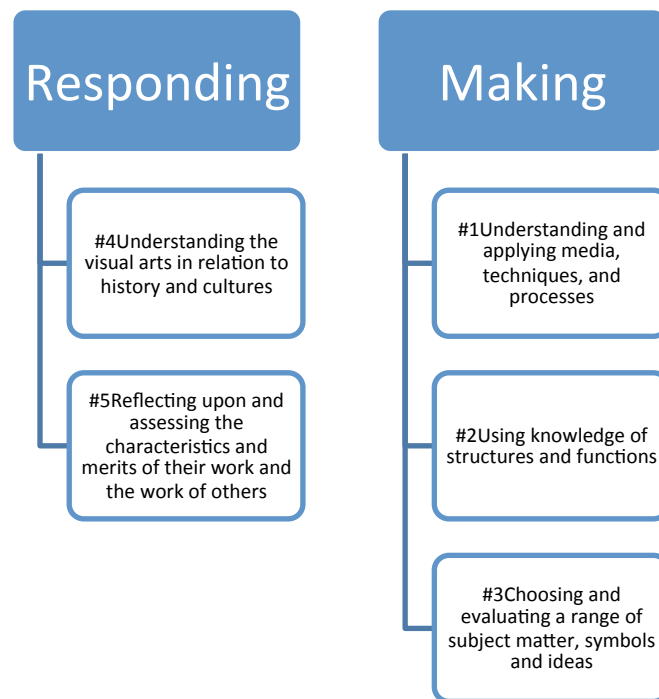 Responding
#4Understanding the
visual arts in relation to
history and cultures
#5Reflecting upon and
assessing the
characteristics and
merits of their work and
the work of others
Making
#1Understanding and
applying media,
techniques, and
processes
#2Using knowledge of
structures and functions
#3Choosing and
evaluating a range of
subject matter, symbols
and ideas